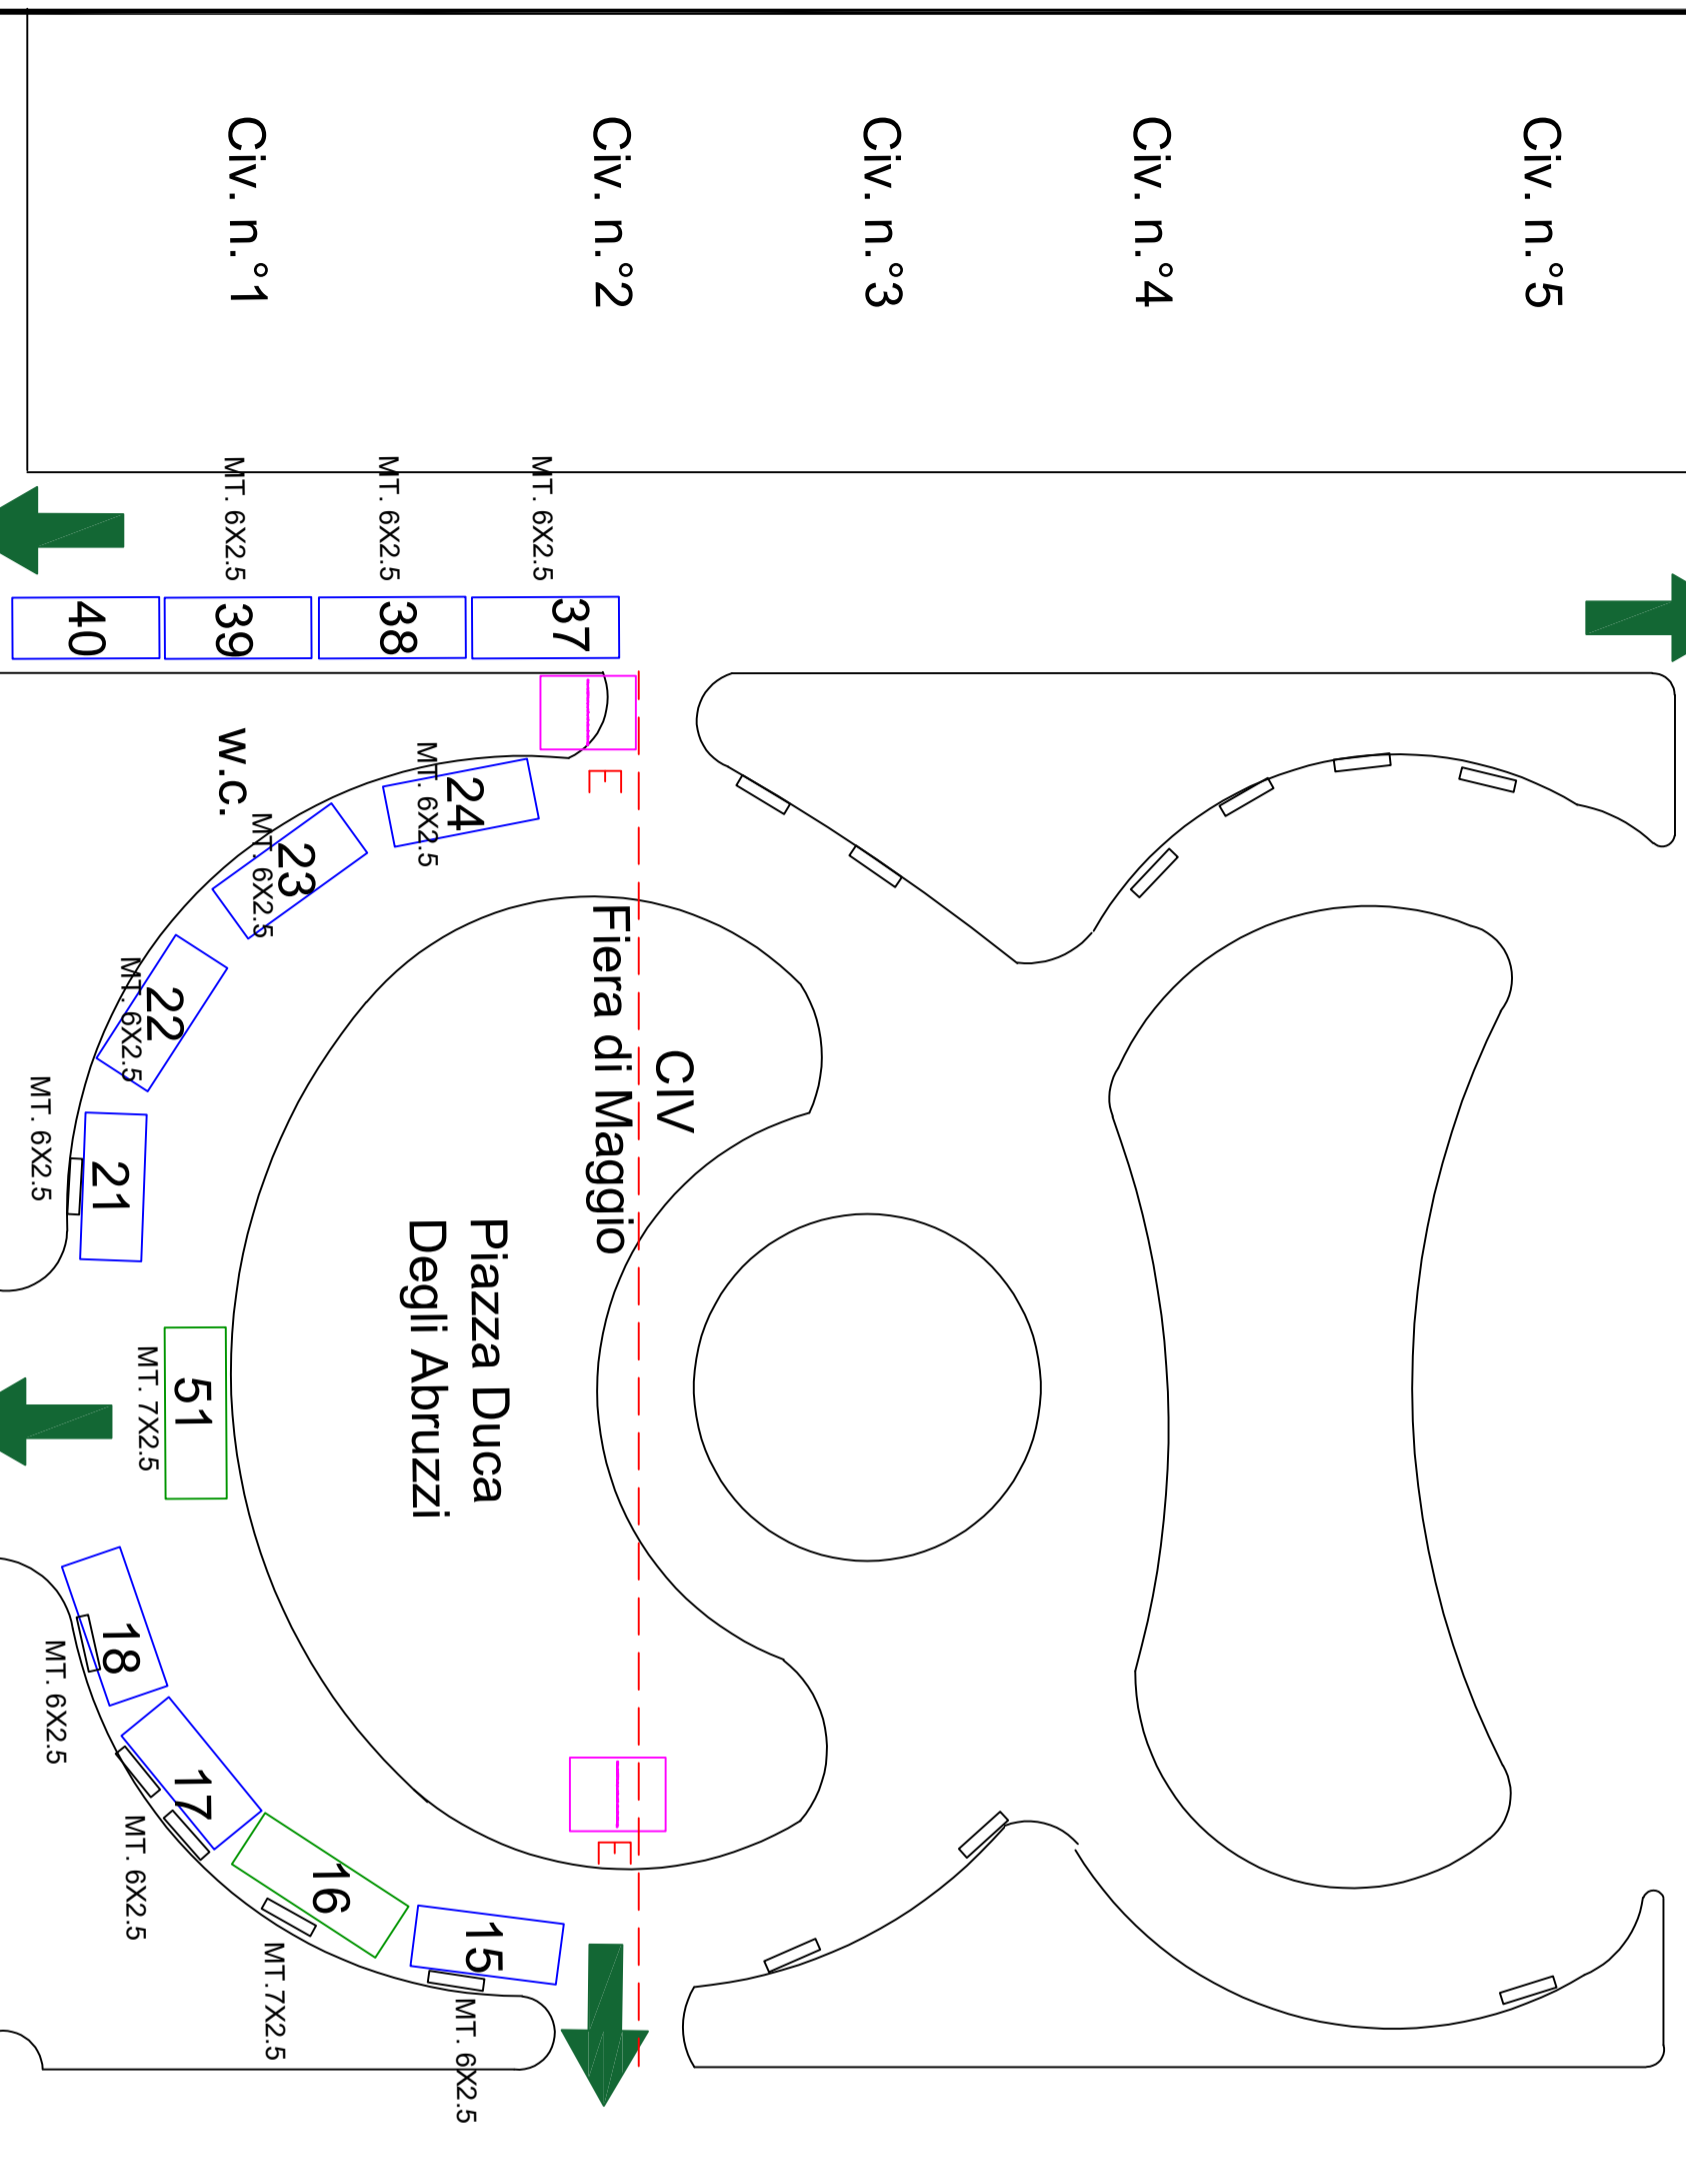 Civ. n.°1
Civ. n.°2
Civ. n.°3
Civ. n.°4
Civ. n.°5
MT. 6X2.5
MT. 6X2.5
MT. 6X2.5
40
39
38
37
w.c.
MT. 6X2.5
24
E
MT. 6X2.5
23
MT. 6X2.5
22
MT. 6X2.5
21
CIV
Fiera di Maggio
Piazza Duca
Degli Abruzzi
51
MT. 7X2.5
18
MT. 6X2.5
17
MT. 6X2.5
16
MT.7X2.5
15
MT. 6X2.5
E